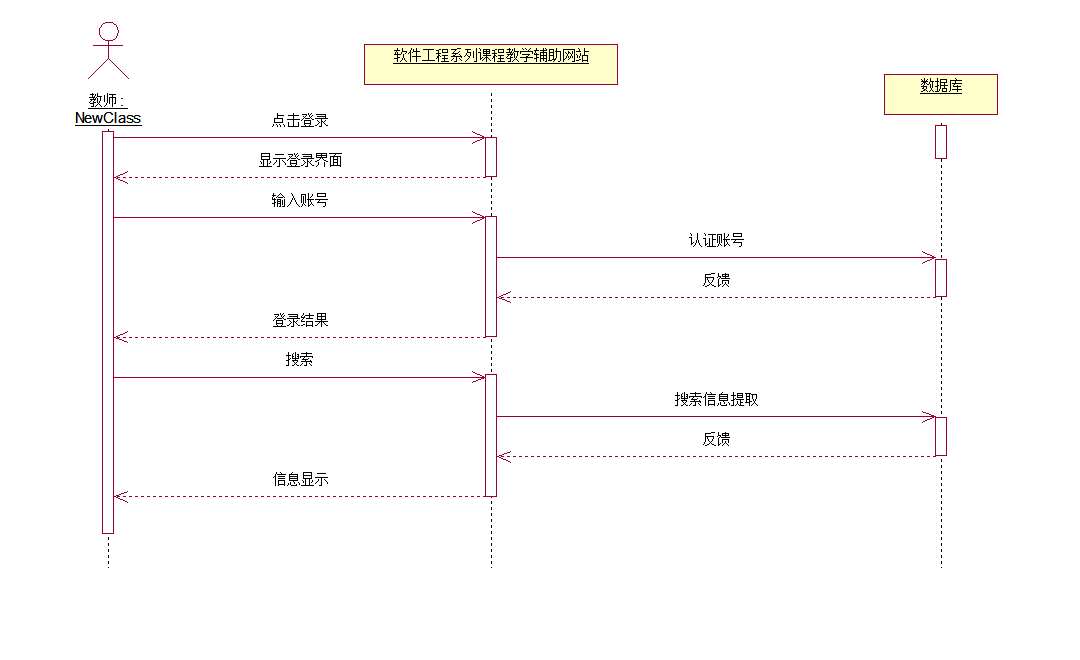 软件工程系列课程教学辅助网站
数据库
教师 :
NewClass
点击登录
显示登录界面
输入账号
认证账号
反馈
登录结果
搜索
搜索信息提取
反馈
信息显示